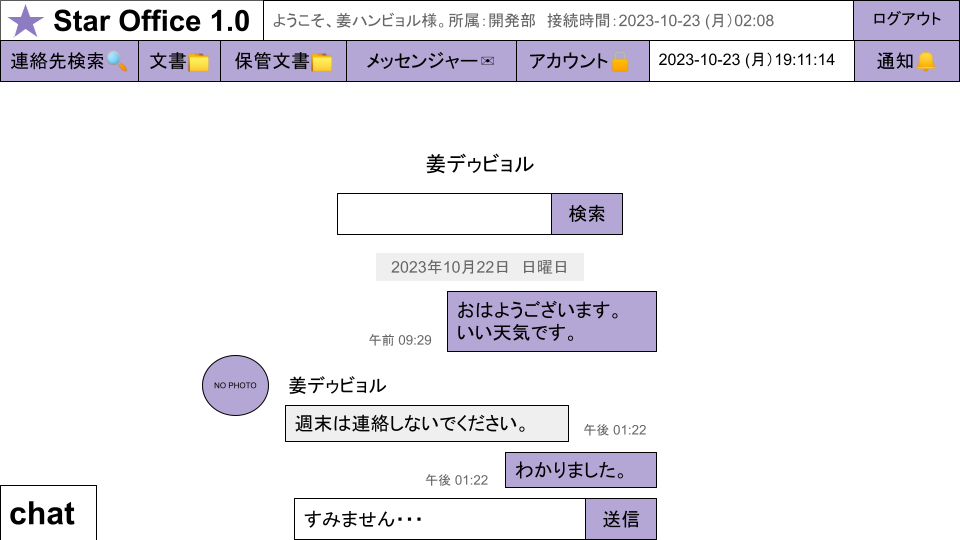 Star Office 1.0
ようこそ、姜ハンビョル様。所属：開発部　接続時間：2023-10-23 (月）02:08
ログアウト
連絡先検索
文書
保管文書
メッセンジャー
アカウント
2023-10-23 (月）19:11:14
通知
姜デゥビョル
検索
2023年10月22日　日曜日
おはようございます。
いい天気です。
午前 09:29
NO PHOTO
姜デゥビョル
週末は連絡しないでください。
午後 01:22
わかりました。
午後 01:22
すみません・・・
送信
chat